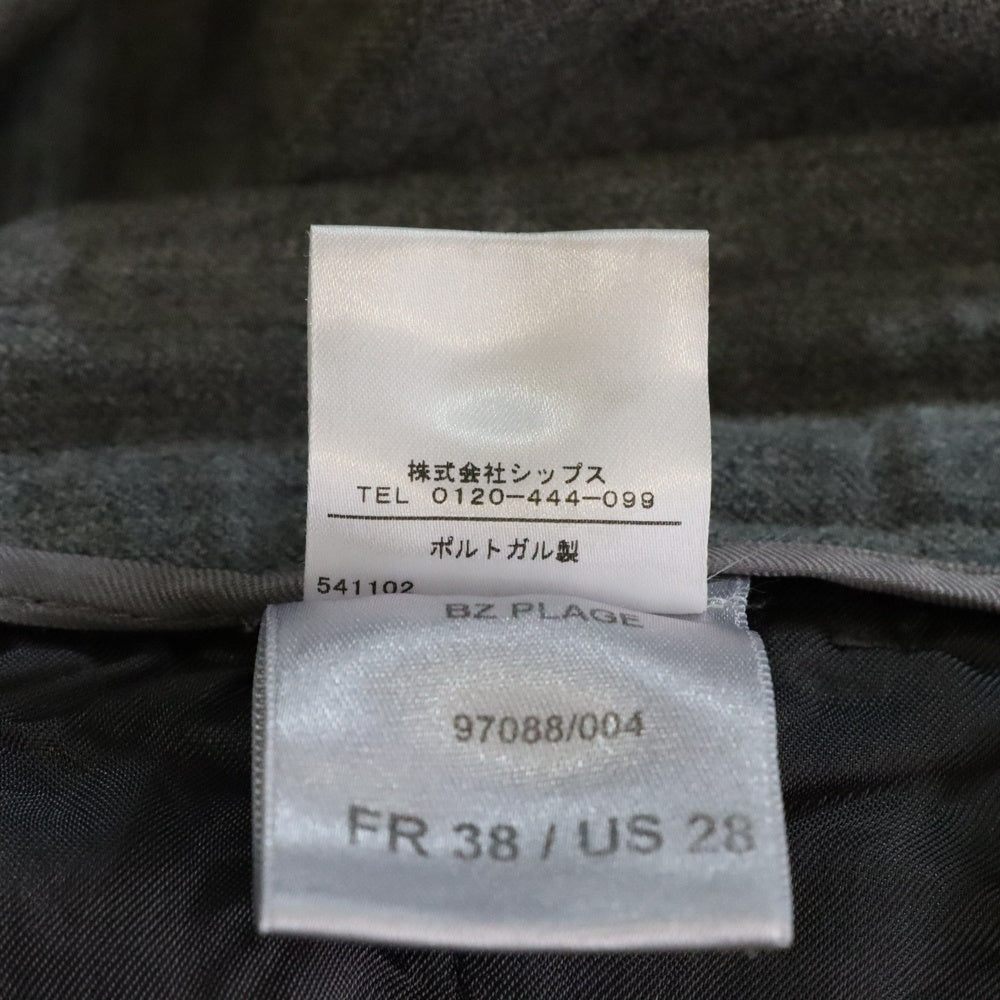 株式会社シップス
TEL 0120-444-099
ポルトガル製
541102
BZ PLAGE
97088/004
FR 38 / US 28